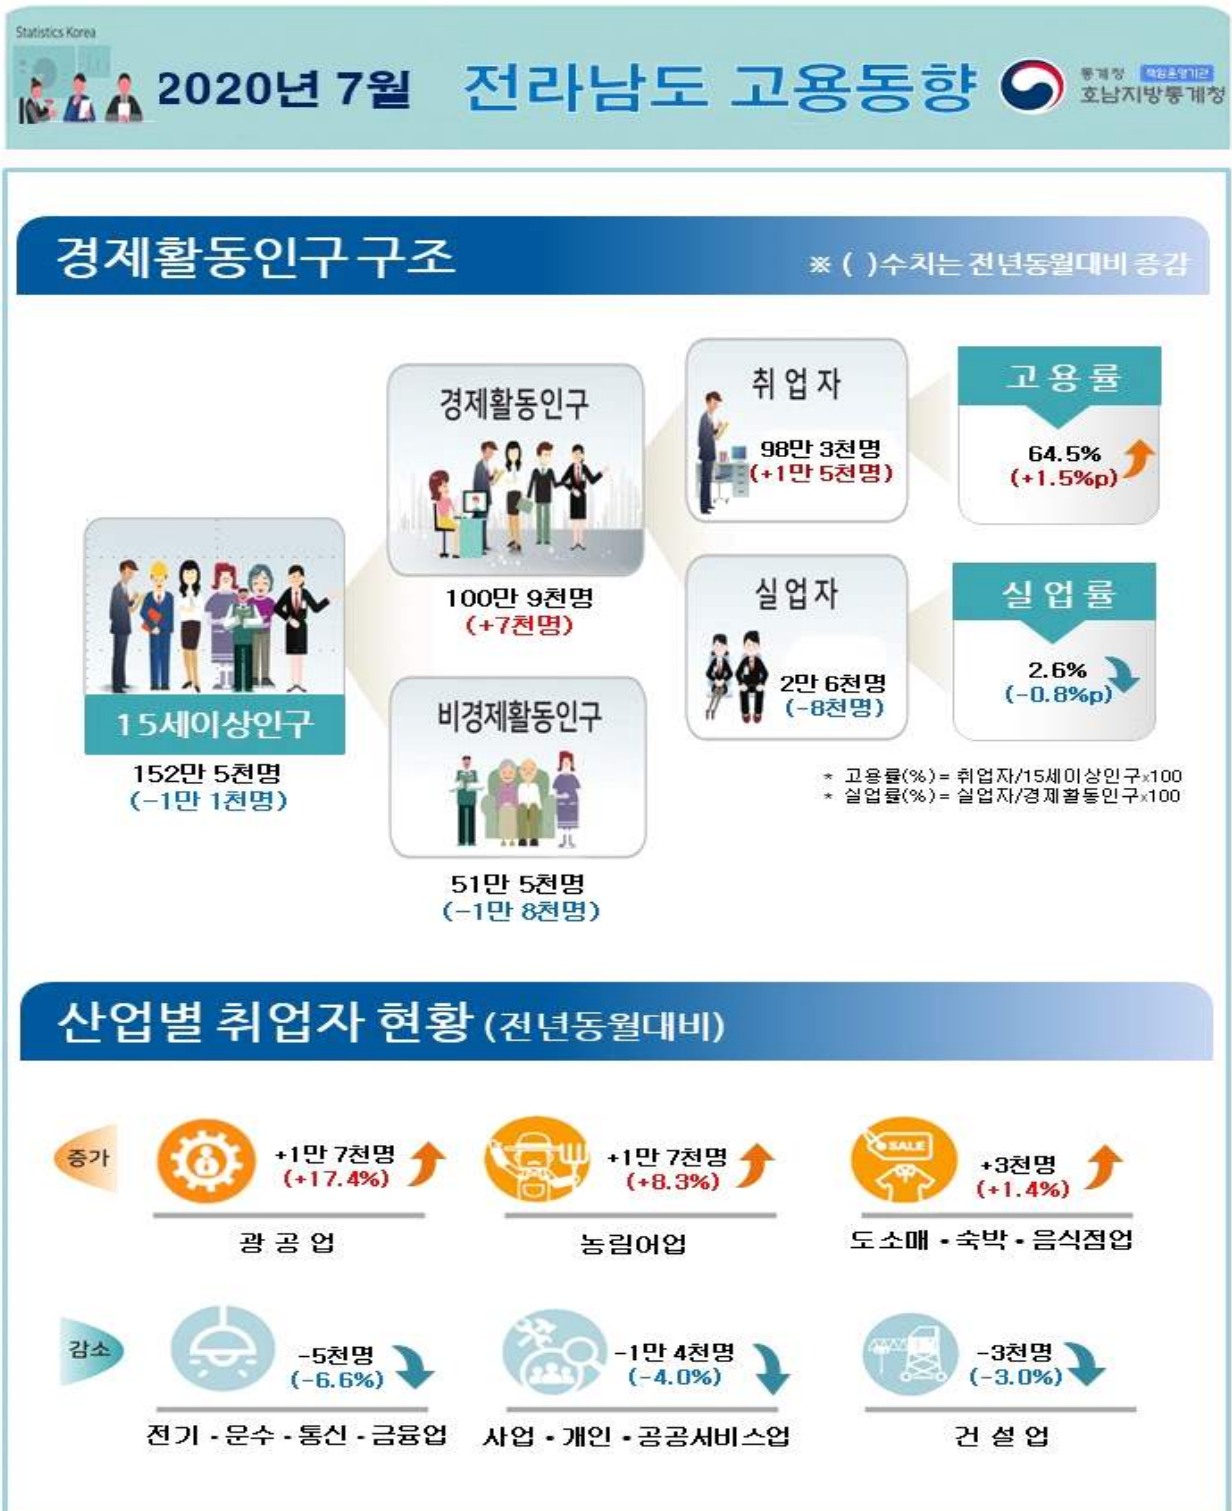 Statistics Korea
2020년 7월 전라남도 고용동향
통계청 책임운영기관
호남지방통계청
경제활동인구 구조
※ ( )수치는 전년동월대비 증감
경제활동인구
100만 9천명
(+7천명)
취 업 자
98만 3천명
(+1만 5천명)
고 용 률
64.5%
(+1.5%p)
15세이상인구
152만 5천명
(-1만 1천명)
비경제활동인구
51만 5천명
(-1만 8천명)
실 업 자
2만 6천명
(-8천명)
실 업 률
2.6%
(-0.8%p)
* 고용률(%)= 취업자/15세이상인구x100
* 실업률(%)= 실업자/경제활동인구x100
산업별 취업자 현황 (전년동월대비)
증가
+1만 7천명
(+17.4%)
광 공 업
+1만 7천명
(+8.3%)
농림어업
SALE
+3천명
(+1.4%)
도소매 • 숙박 • 음식점업
감소
-5천명
(-6.6%)
전기 - 운수 - 통신 - 금융업
-1만 4천명
(-4.0%)
사업 • 개인 • 공공서비스업
-3천명
(-3.0%)
건 설 업